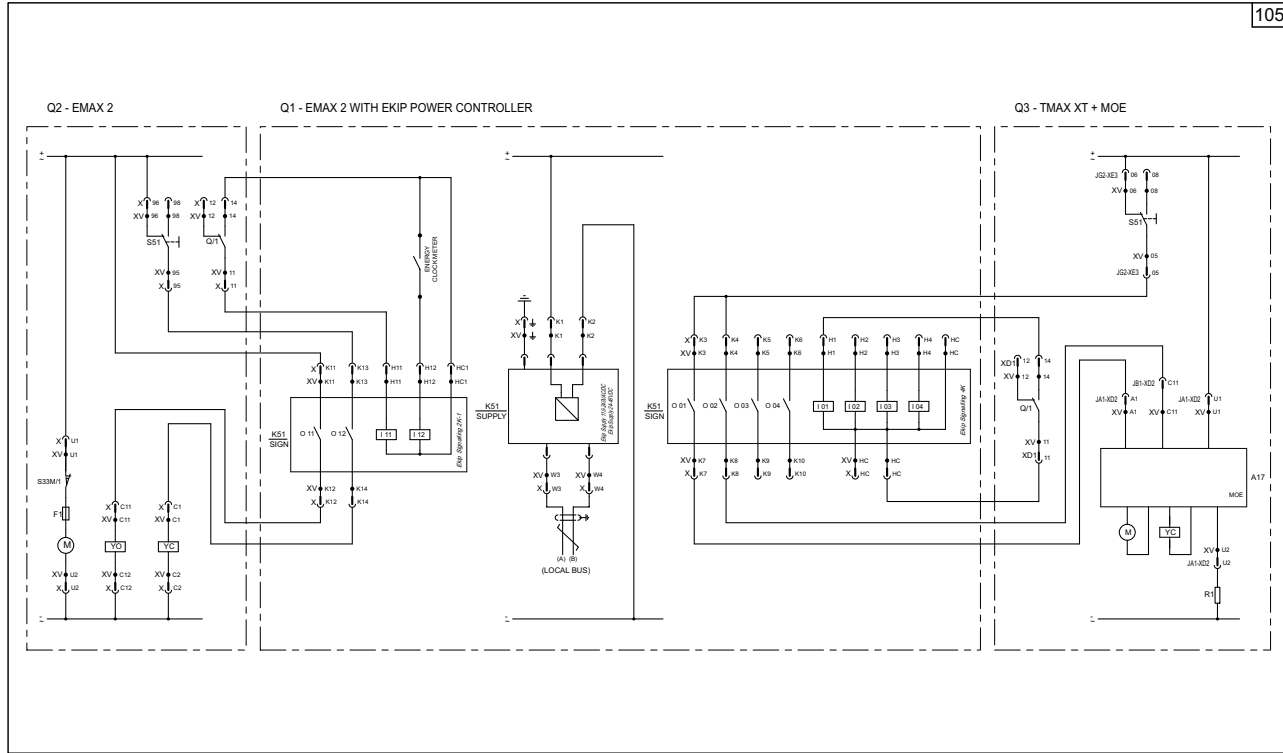 105
Q2 - EMAX 2
Q1 - EMAX 2 WITH EKIP POWER CONTROLLER
Q3 - TMAX XT + MOE
+
+
+
X 96 98 X 12 14
XV 96 98 XV 12 14
S51
Q/1
XV 95 XV 11
X 95 X 11
ENERGY
CLOCKMETER
JG2-XE3 06 08
XV 06 08
S51
XV 05
JG2-XE3 05
X K1 K2
XV K1 K2
X K3 K4 K5 K6 H1 H2 H3 H4 HC
XV K3 K4 K5 K6 H1 H2 H3 H4 HC
X K11 K13 H11 H12 HC1
XV K11 K13 H11 H12 HC1
XD1 12 14
XV 12 14
Q/1
XV 11
XD1 11
JA1-XD2 A1 JB1-XD2 C11 JA1-XD2 U1
XV A1 XV C11 XV U1
K51
SIGN
O 11 O 12 I 11 I 12
Ekip Signalling 2K-1
K51
SUPPLY
K51
SIGN
O 01 O 02 O 03 O 04 I 01 I 02 I 03 I 04
Ekip Signalling 4K
X U1
XV U1
S33M/1
F1
M
XV U2
X U2
X C11
XV C11
YO
XV C12
X C12
X C1
XV C1
YC
XV C2
X C2
XV K12 K14
X K12 K14
XV W3 XV W4
X W3 X W4
(A) (B)
(LOCAL BUS)
XV K7 K8 K9 K10 XV HC HC
X K7 K8 K9 K10 X HC HC
A17
MOE
M
YC
XV U2
JA1-XD2 U2
R1
-
-
-